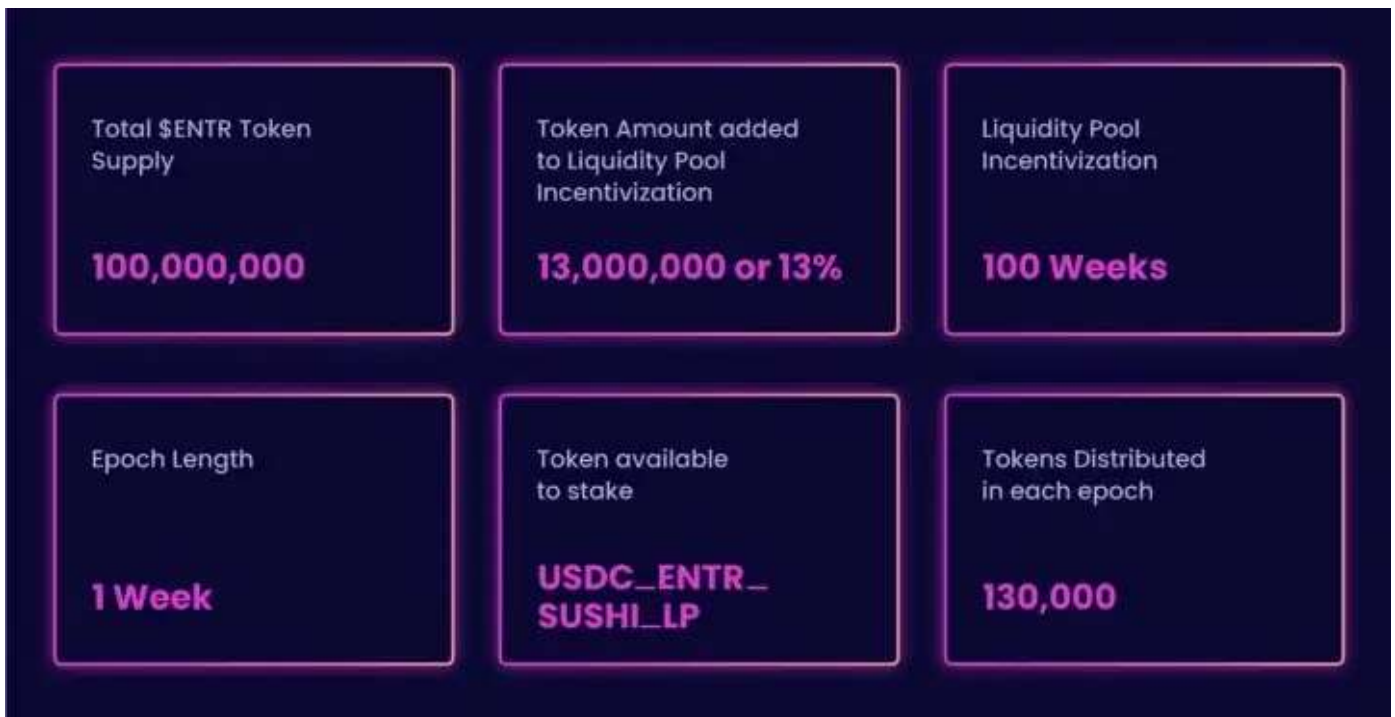 Total $ENTR Token
Supply
100,000,000
Token Amount added
to Liquidity Pool
Incentivization
13,000,000 or 13%
Liquidity Pool
Incentivization
100 Weeks
Epoch Length
1 Week
Token available
to stake
USDC_ENTR_
SUSHI_LP
Tokens Distributed
in each epoch
130,000